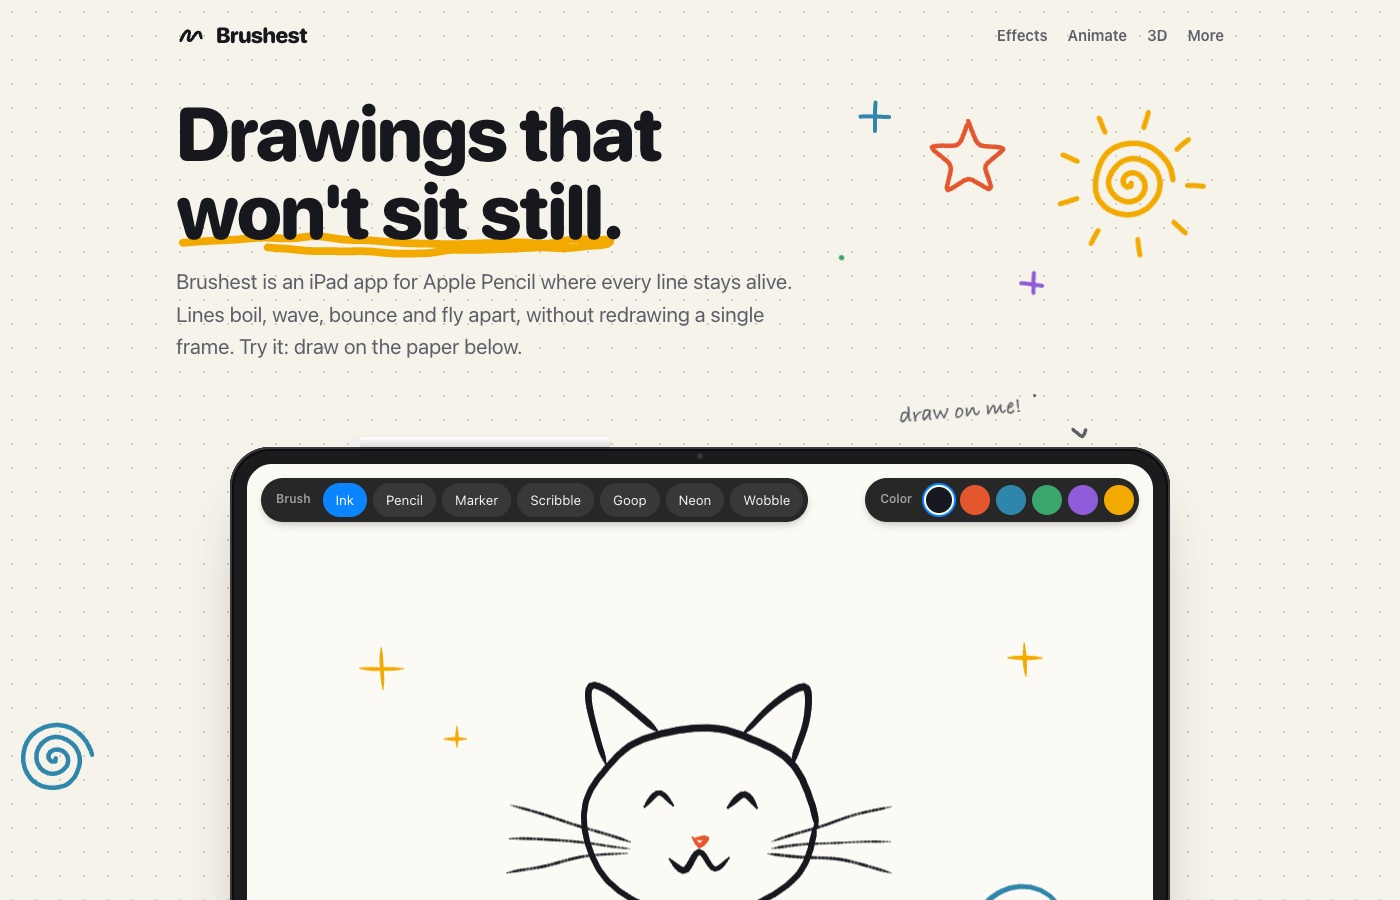 Brushest
Effects Animate 3D More
Drawings that
won't sit still.
Brushest is an iPad app for Apple Pencil where every line stays alive.
Lines boil, wave, bounce and fly apart, without redrawing a single
frame. Try it: draw on the paper below.
draw on me!
Brush Ink Pencil Marker Scribble Goop Neon Wobble
Color